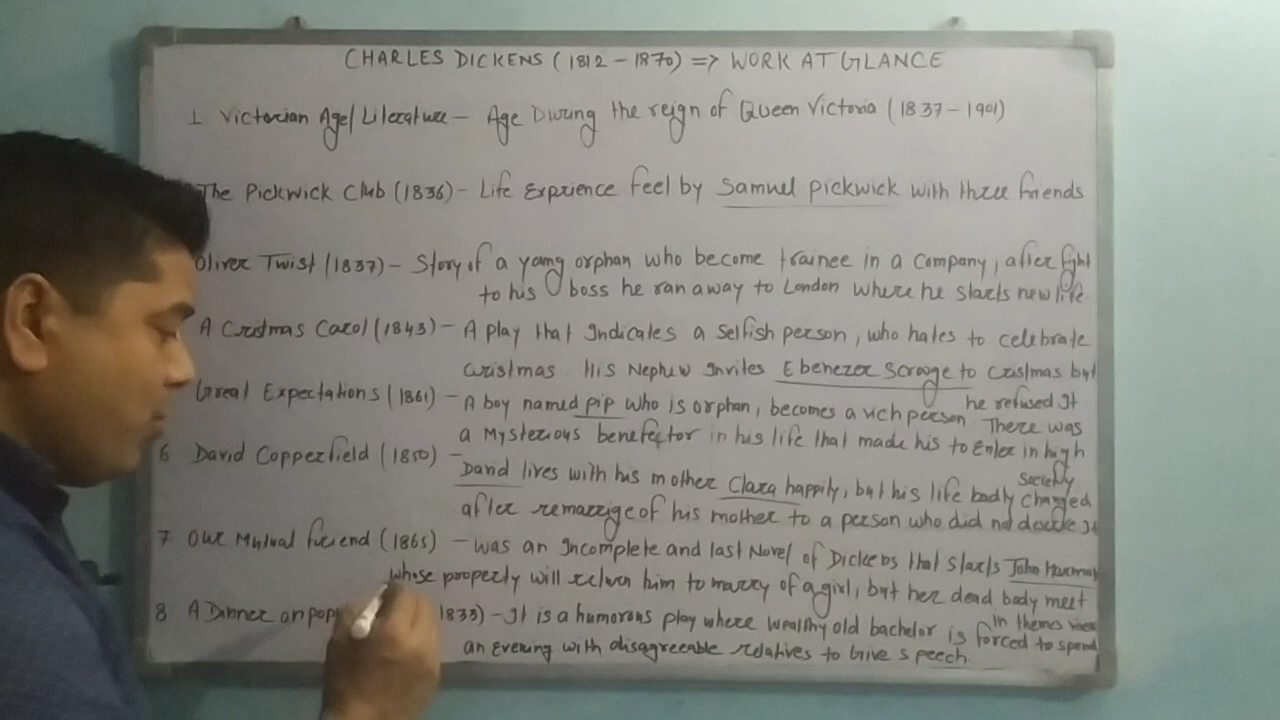 CHARLES DICKENS (1812 - 1870) => WORK AT GLANCE
1 Victorian Age/ Literature - Age During the reign of Queen Victoria (1837-1901)
The Pickwick Club (1836) - Life Exprience feel by Samuel pickwick with three friends
Oliver Twist (1837) - Story of a young orphan who become trainee in a company, after fight
to his boss he ran away to London where he starts new life
A Cristmas Carol (1843) - A play that Indicates a selfish person, who hates to celebrate
cristmas. His Nephew Invites Ebenezer Scrooge to cristmas but
he refused It
Great Expectations (1861) - A boy named pip who is orphan, becomes a rich person. There was
a Mysterious benefector in his life that made his to Enter in high
society
6 David Copperfield (1850) - David lives with his mother Clara happily, but his life badly changed
after remarrige of his mother to a person who did not
7 Our Mutual friend (1865) - was an Incomplete and last Novel of Dickens that starts John Harmon
whose property will return him to marry of a girl, but her dead body meet
in themes
8 A Dinner on pop 1833) - It is a humorous play where wealthy old bachelor is forced to spend
an evening with disagreeable relatives to Give speech